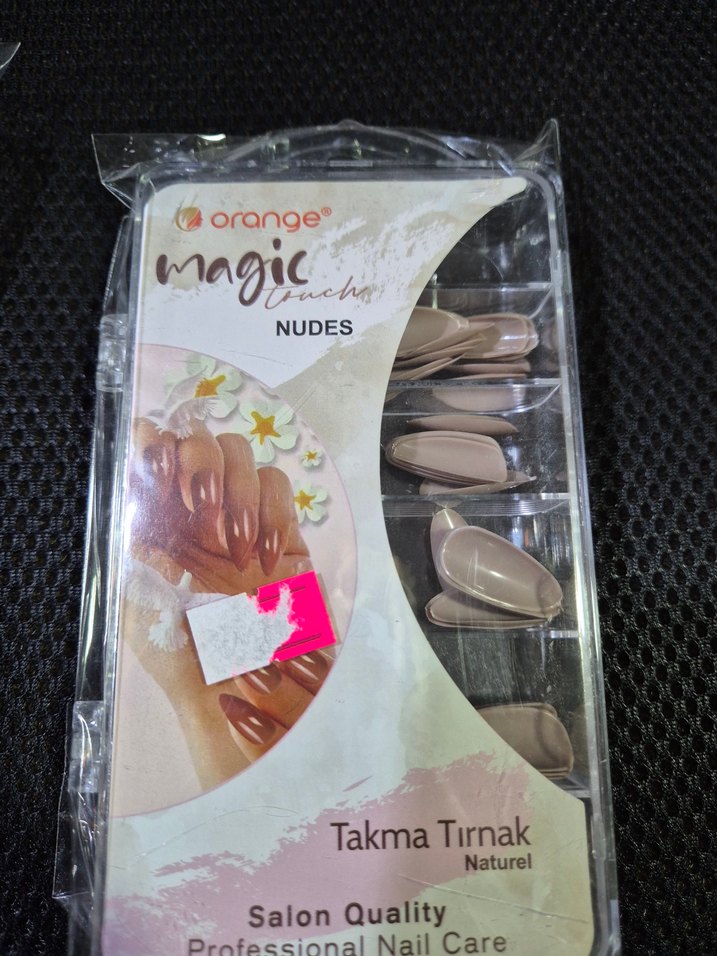 orange®
magic
touch
NUDES
Takma Tırnak
Naturel
Salon Quality
Professional Nail Care